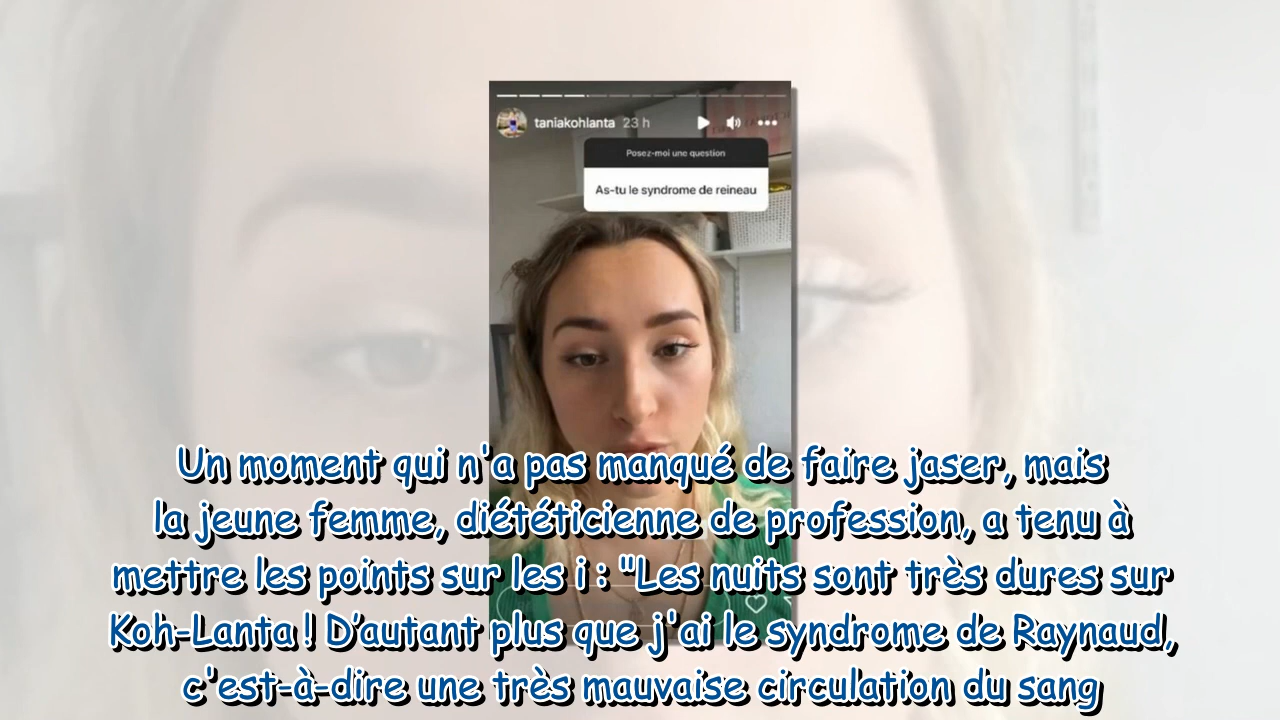 taniakohlanta 23 h
Posez-moi une question
As-tu le syndrome de reineau
Un moment qui n'a pas manqué de faire jaser, mais
la jeune femme, diététicienne de profession, a tenu à
mettre les points sur les i : "Les nuits sont très dures sur
Koh-Lanta ! D’autant plus que j'ai le syndrome de Raynaud,
c'est-à-dire une très mauvaise circulation du sang